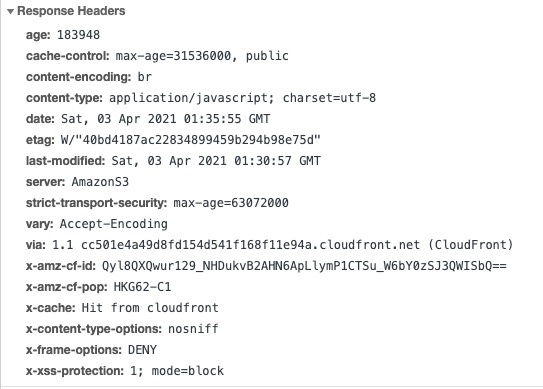 Response Headers
age: 183948
cache-control: max-age=31536000, public
content-encoding: br
content-type: application/javascript; charset=utf-8
date: Sat, 03 Apr 2021 01:35:55 GMT
etag: W/"40bd4187ac22834899459b294b98e75d"
last-modified: Sat, 03 Apr 2021 01:30:57 GMT
server: AmazonS3
strict-transport-security: max-age=63072000
vary: Accept-Encoding
via: 1.1 cc501e4a49d8fd154d541f168f11e94a.cloudfront.net (CloudFront)
x-amz-cf-id: Qyl8QXQwur129_NHDukvB2AHN6ApLlymP1CTSu_W6bY0zSJ3QWISbQ==
x-amz-cf-pop: HKG62-C1
x-cache: Hit from cloudfront
x-content-type-options: nosniff
x-frame-options: DENY
x-xss-protection: 1; mode=block